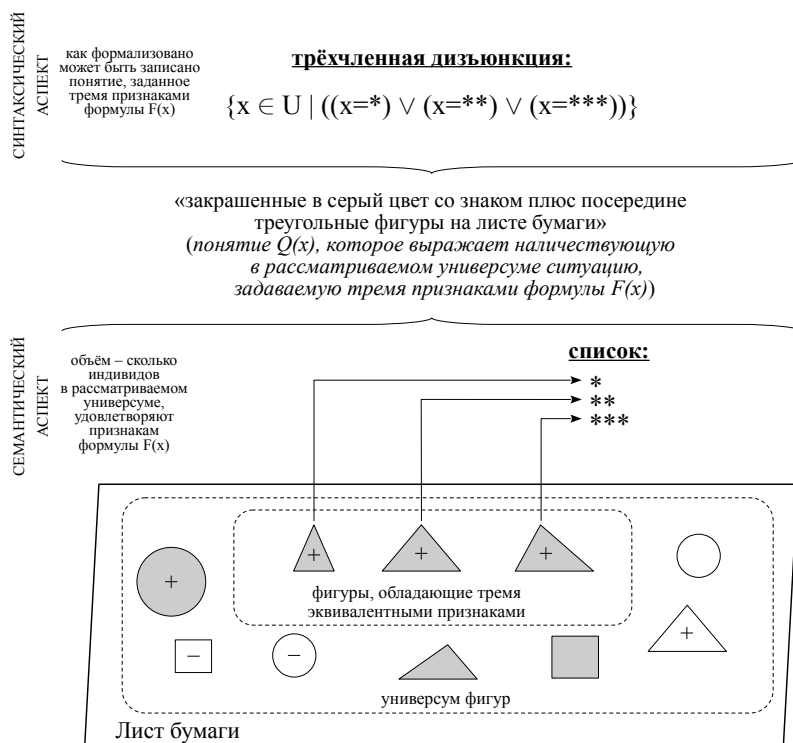 СИНТАКСИЧЕСКИЙ
АСПЕКТ
как формализовано
может быть записано
понятие, заданное
тремя признаками
формулы F(x)
трёхчленная дизъюнкция:
{x ∈ U | ((x=*) ∨ (x=**) ∨ (x=***))}
«закрашенные в серый цвет со знаком плюс посередине
треугольные фигуры на листе бумаги»
(понятие Q(x), которое выражает наличествующую
в рассматриваемом универсуме ситуацию,
задаваемую тремя признаками формулы F(x))
СЕМАНТИЧЕСКИЙ
АСПЕКТ
объём – сколько
индивидов
в рассматриваемом
универсуме,
удовлетворяют
признакам
формулы F(x)
список:
*
**
***
+
+ + +
фигуры, обладающие тремя
эквивалентными признаками
+
− −
универсум фигур
Лист бумаги